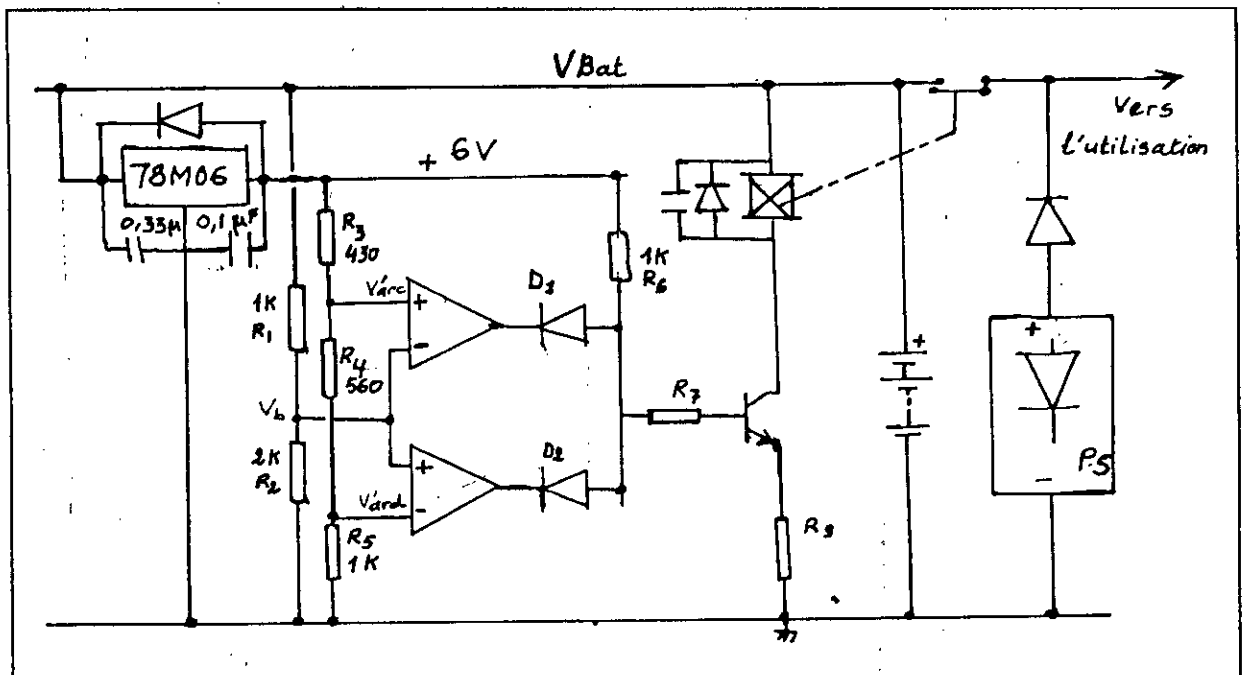 VBat
Vers
l'utilisation
+ 6V
78M06
0,33µ 0,1 µF
R3
430
1K
R6
V'arc
+
-
D1
1K
R1
R4
560
Vb
R7
2K
R2
+
-
D2
V'ard
R5
1K
+
+
P.S
-